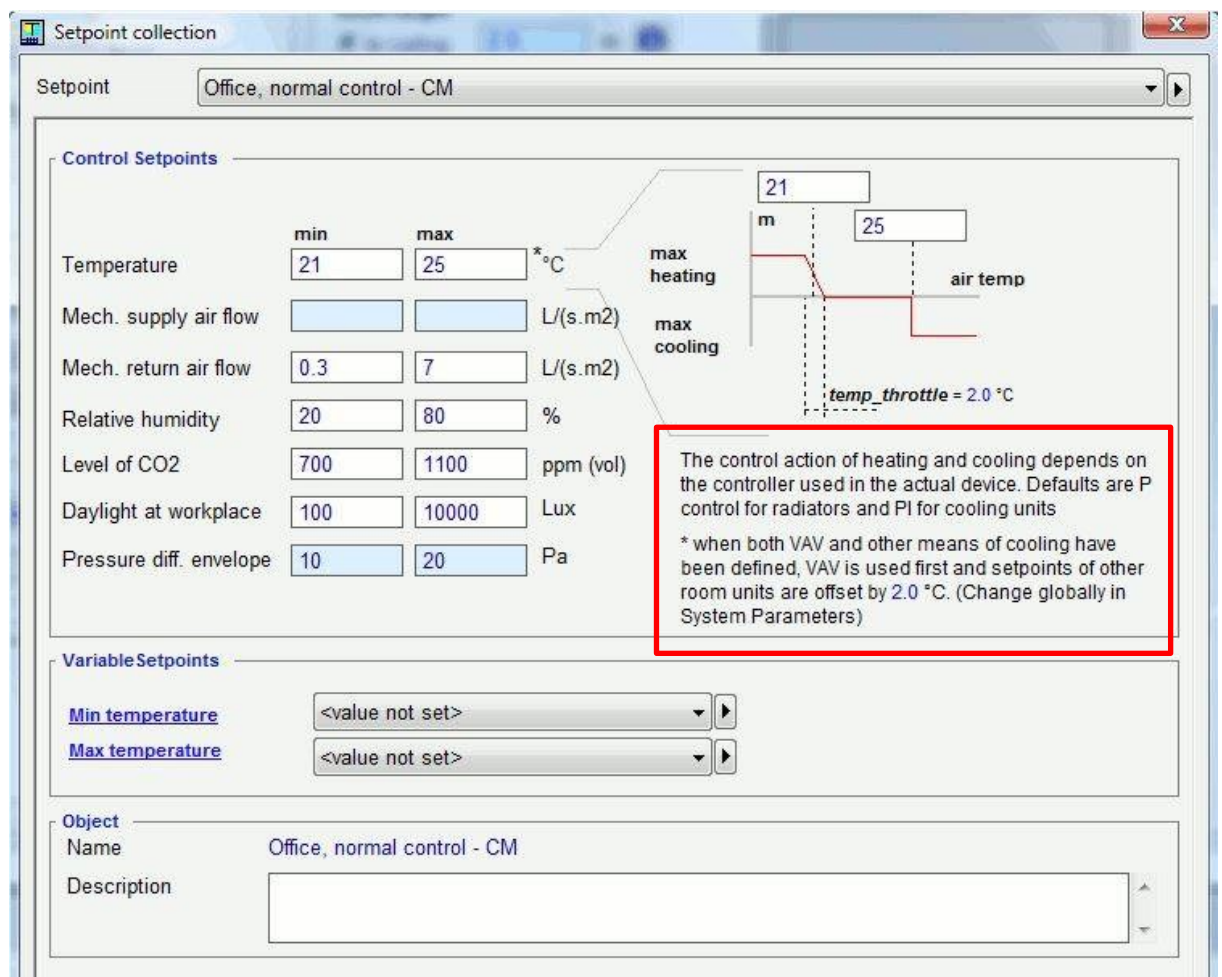 Setpoint collection
X
Setpoint Office, normal control - CM
Control Setpoints
min max
Temperature 21 25 *°C
Mech. supply air flow L/(s.m2)
Mech. return air flow 0.3 7 L/(s.m2)
Relative humidity 20 80 %
Level of CO2 700 1100 ppm (vol)
Daylight at workplace 100 10000 Lux
Pressure diff. envelope 10 20 Pa
21
m
25
max
heating
air temp
max
cooling
temp_throttle = 2.0 °C
The control action of heating and cooling depends on
the controller used in the actual device. Defaults are P
control for radiators and PI for cooling units
* when both VAV and other means of cooling have
been defined, VAV is used first and setpoints of other
room units are offset by 2.0 °C. (Change globally in
System Parameters)
Variable Setpoints
Min temperature <value not set>
Max temperature <value not set>
Object
Name Office, normal control - CM
Description